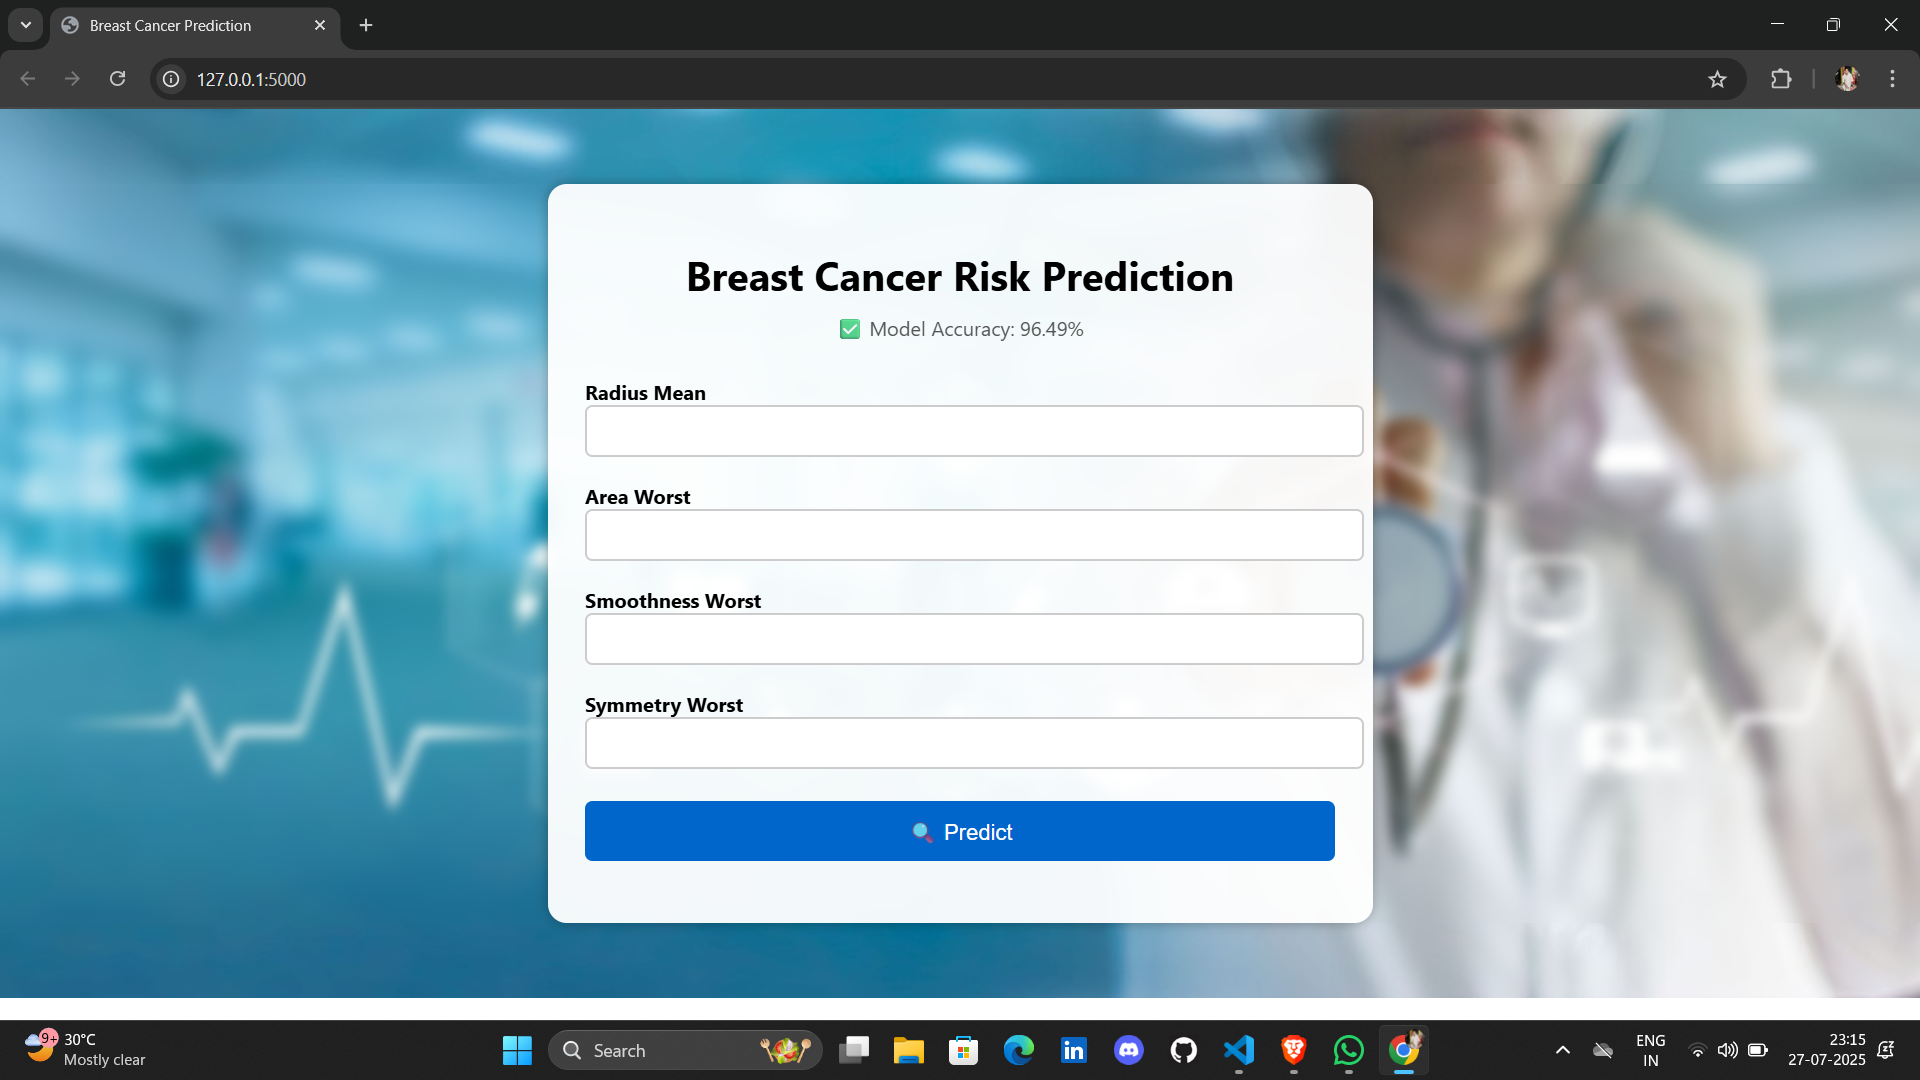 Breast Cancer Prediction
127.0.0.1:5000
Breast Cancer Risk Prediction
✅ Model Accuracy: 96.49%
Radius Mean
Area Worst
Smoothness Worst
Symmetry Worst
🔍 Predict
9+
30°C
Mostly clear
Search
in
ENG
IN
23:15
27-07-2025